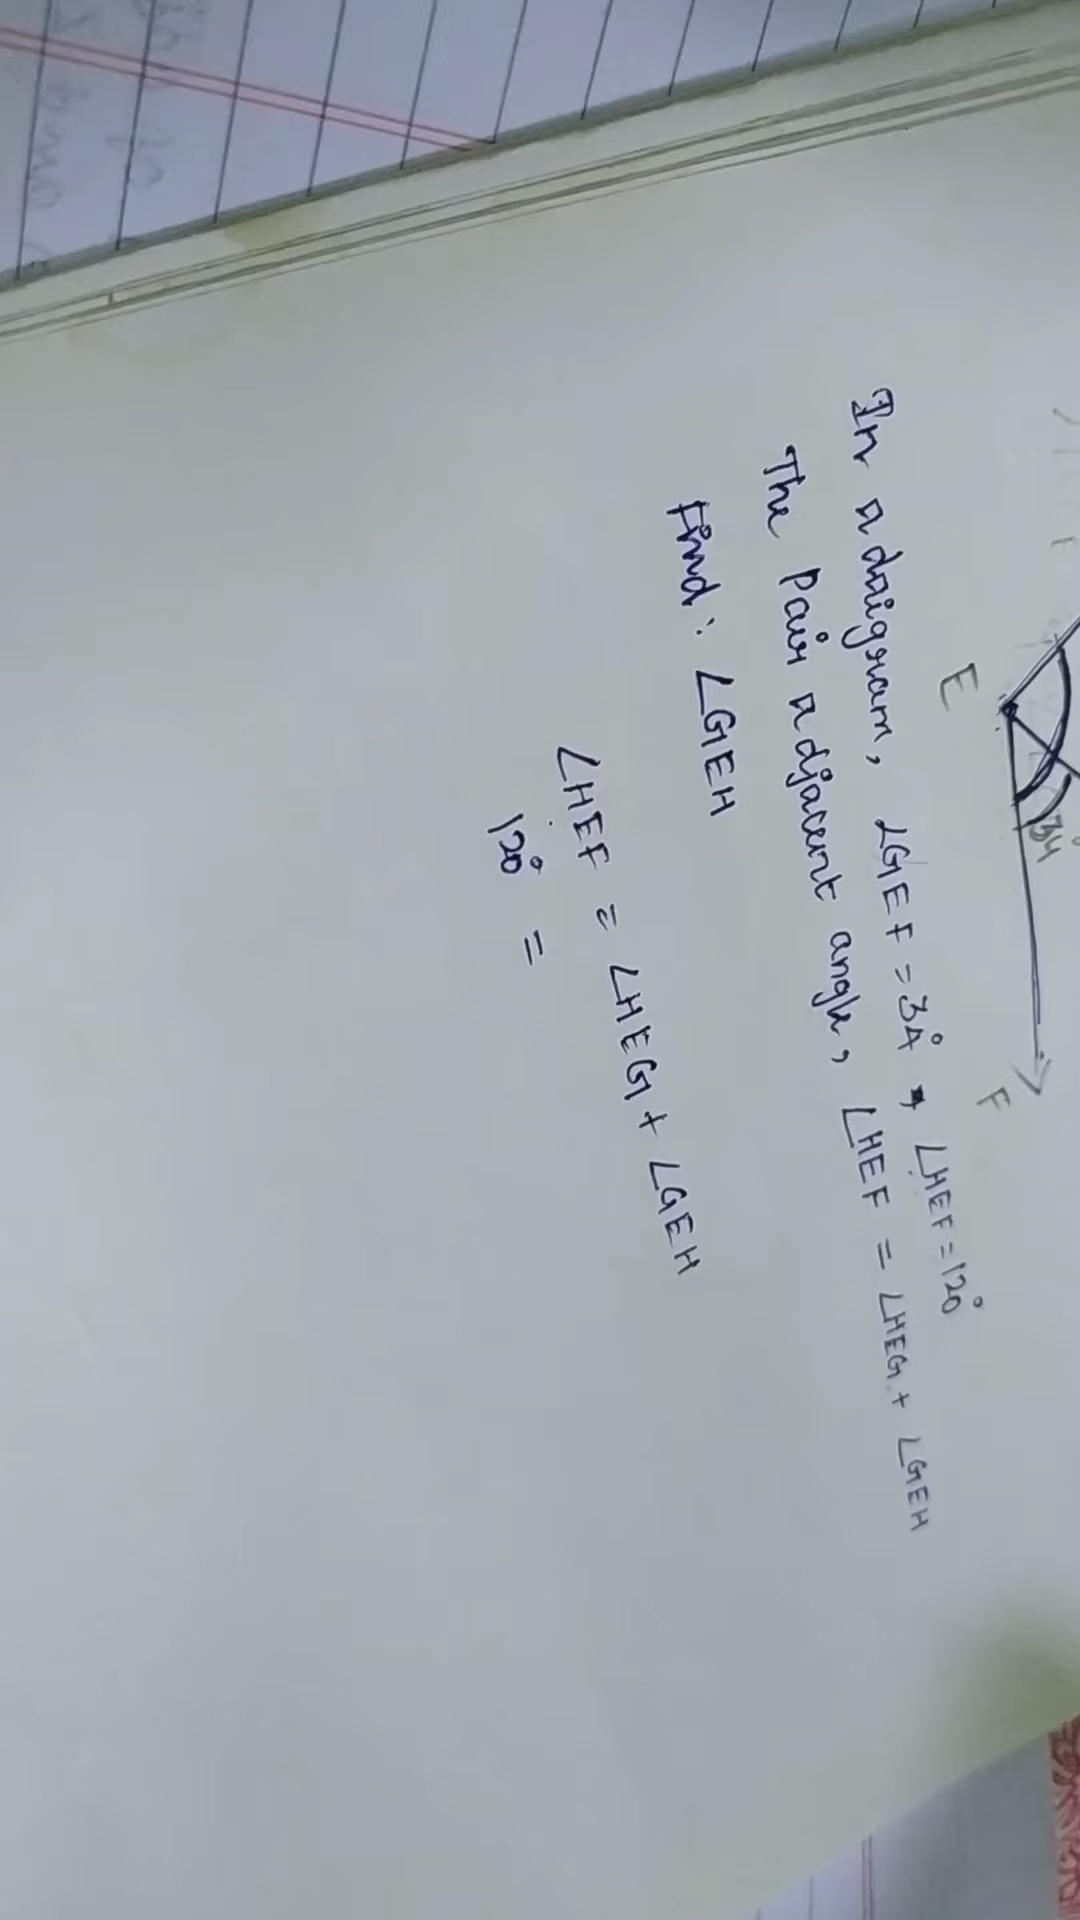 E
34°
F
In a daigram, ∠GEF = 34°, ∠HEF = 120°
The Pair adjacent angle, ∠HEF = ∠HEG + ∠GEH
Find : ∠GEH
∠HEF = ∠HEG + ∠GEH
120° =